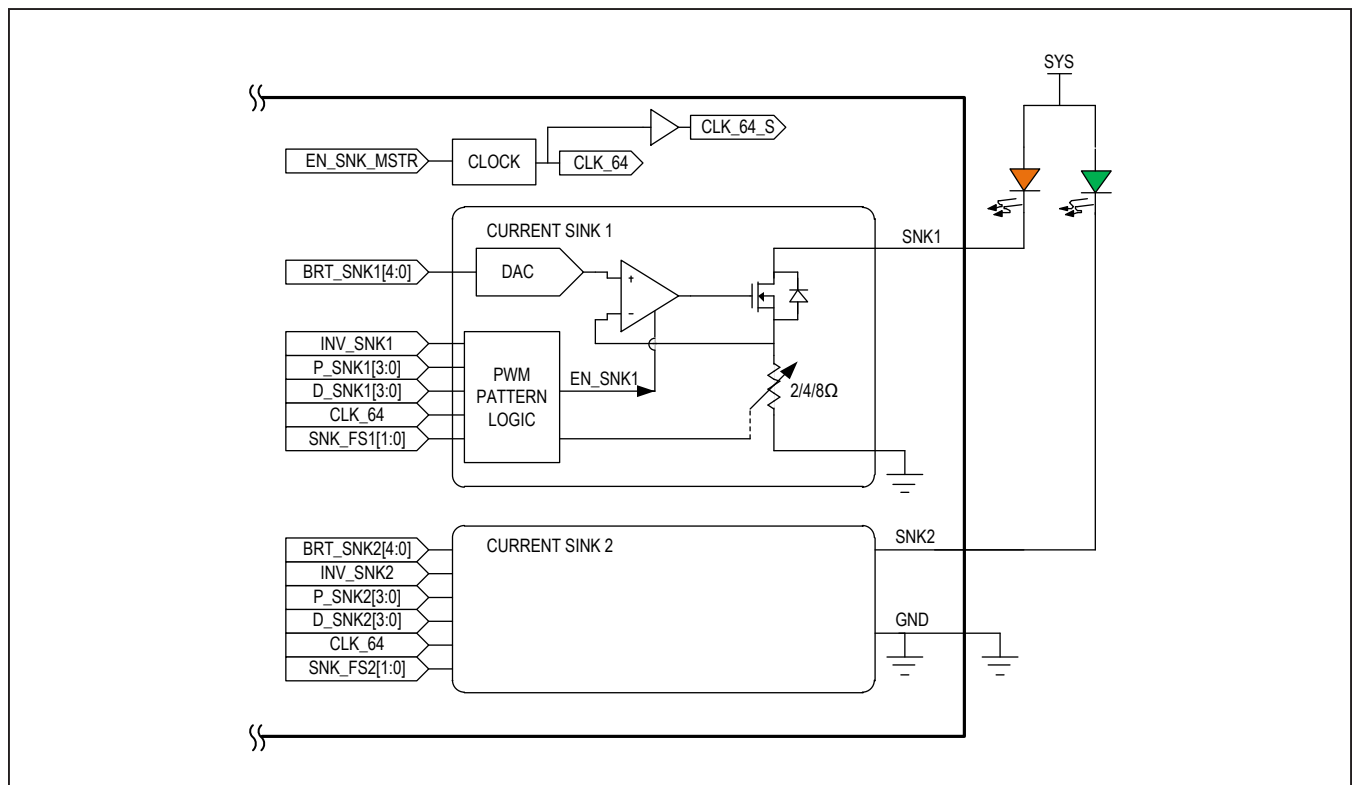 SYS
CLK_64_S
EN_SNK_MSTR
CLOCK
CLK_64
CURRENT SINK 1
SNK1
BRT_SNK1[4:0]
DAC
+
-
INV_SNK1
P_SNK1[3:0]
D_SNK1[3:0]
CLK_64
SNK_FS1[1:0]
PWM
PATTERN
LOGIC
EN_SNK1
2/4/8Ω
BRT_SNK2[4:0]
INV_SNK2
P_SNK2[3:0]
D_SNK2[3:0]
CLK_64
SNK_FS2[1:0]
CURRENT SINK 2
SNK2
GND